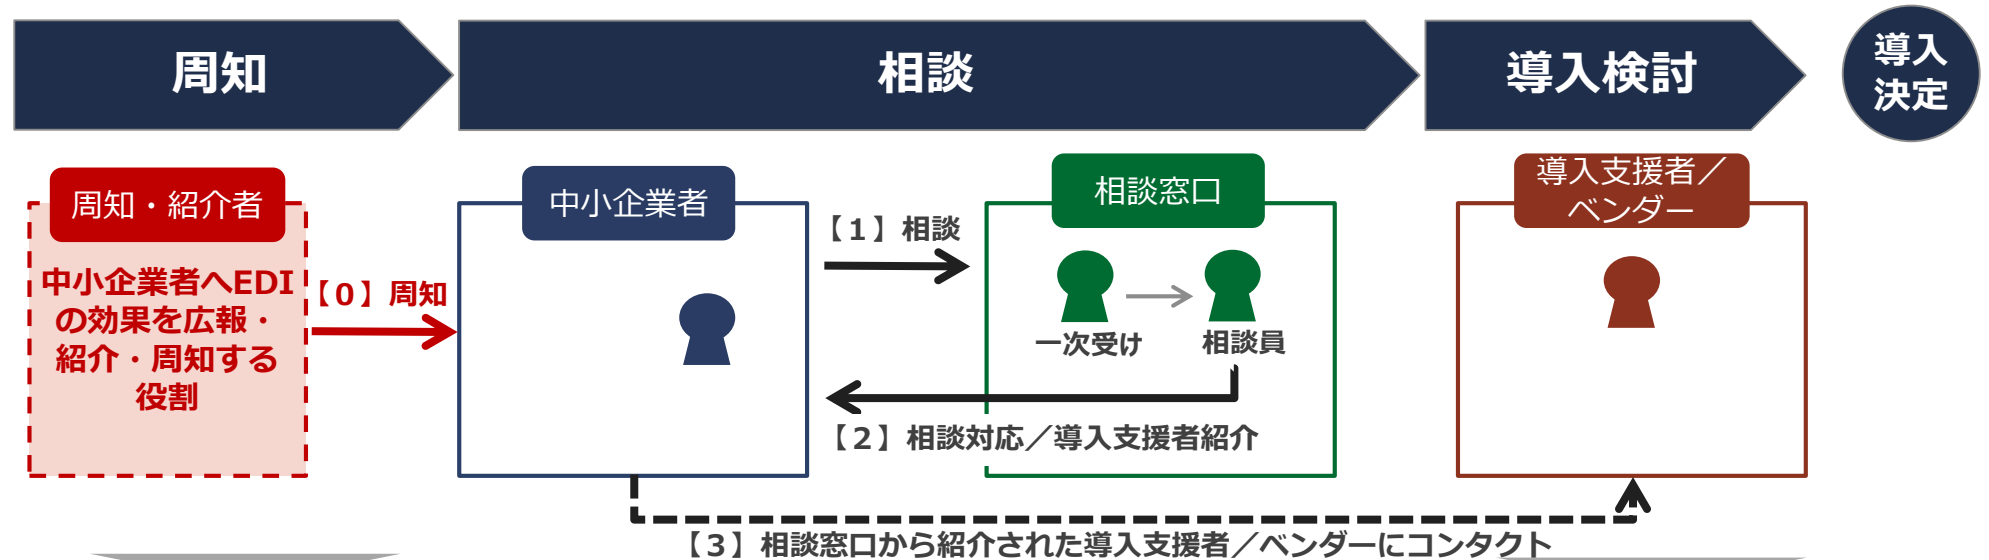 周知
相談
導入検討
導入
決定
周知・紹介者
中小企業者へEDI
の効果を広報・
紹介・周知する
役割
【0】周知
中小企業者
【1】相談
相談窓口
一次受け
相談員
【2】相談対応／導入支援者紹介
導入支援者／
ベンダー
【3】相談窓口から紹介された導入支援者／ベンダーにコンタクト